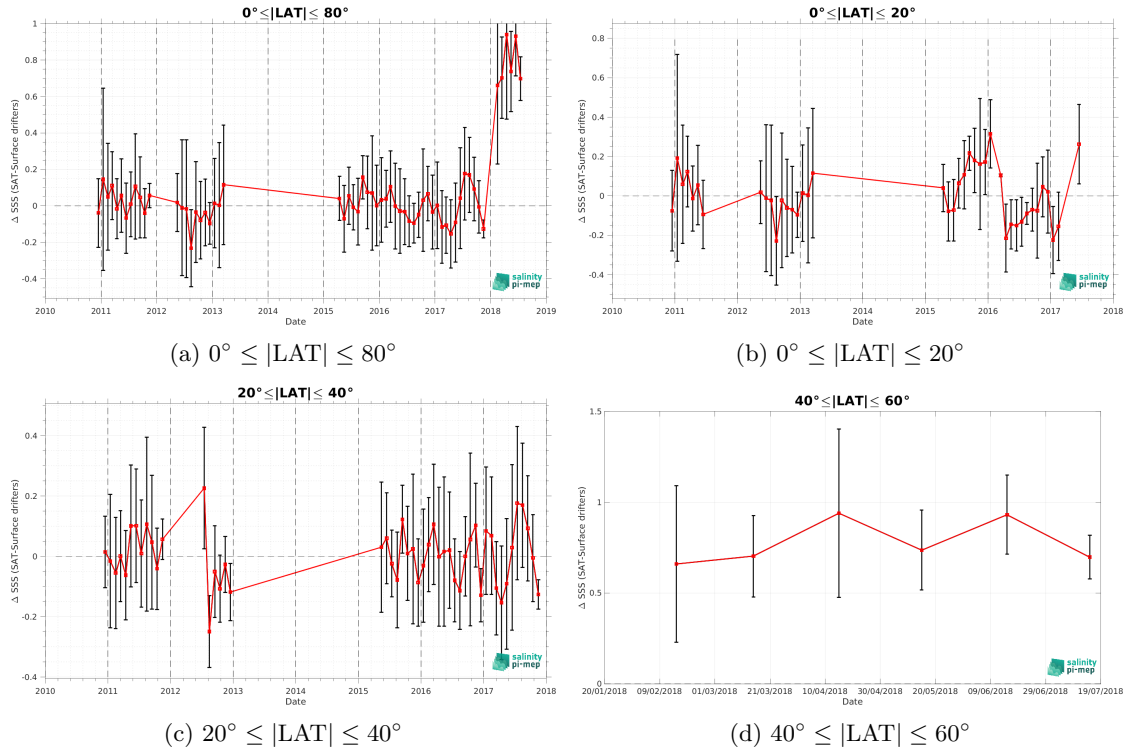 0°≤|LAT|≤ 80°
Δ SSS (SAT-Surface drifters)
1
0.8
0.6
0.4
0.2
0
-0.2
-0.4
2010 2011 2012 2013 2014 2015 2016 2017 2018 2019
Date
salinity
pi-mep
(a) 0° ≤ |LAT| ≤ 80°
0°≤|LAT|≤ 20°
Δ SSS (SAT-Surface drifters)
0.8
0.6
0.4
0.2
0
-0.2
-0.4
2010 2011 2012 2013 2014 2015 2016 2017 2018
Date
salinity
pi-mep
(b) 0° ≤ |LAT| ≤ 20°
20°≤|LAT|≤ 40°
Δ SSS (SAT-Surface drifters)
0.4
0.2
0
-0.2
-0.4
2010 2011 2012 2013 2014 2015 2016 2017 2018
Date
salinity
pi-mep
(c) 20° ≤ |LAT| ≤ 40°
40°≤|LAT|≤ 60°
Δ SSS (SAT-Surface drifters)
1.5
1
0.5
0
20/01/2018 09/02/2018 01/03/2018 21/03/2018 10/04/2018 30/04/2018 20/05/2018 09/06/2018 29/06/2018 19/07/2018
Date
salinity
pi-mep
(d) 40° ≤ |LAT| ≤ 60°